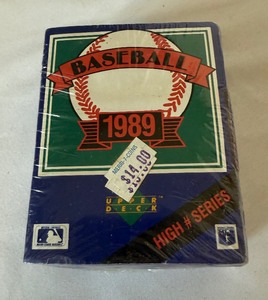 BASEBALL
1989
$14.00
UPPER
DECK
HIGH # SERIES